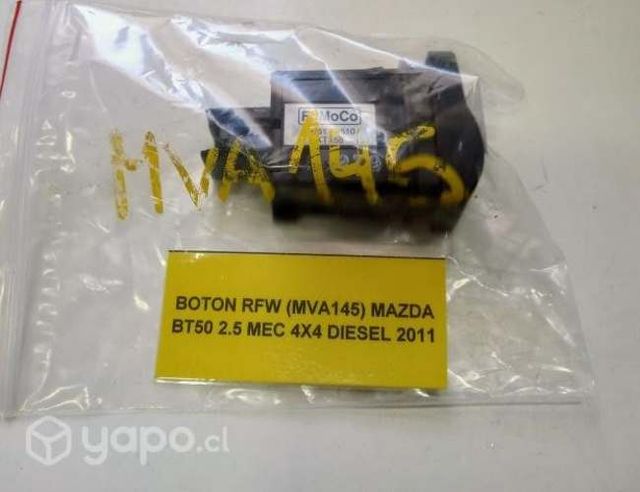 FoMoCo
MVA145
BOTON RFW (MVA145) MAZDA
BT50 2.5 MEC 4X4 DIESEL 2011
yapo.cl